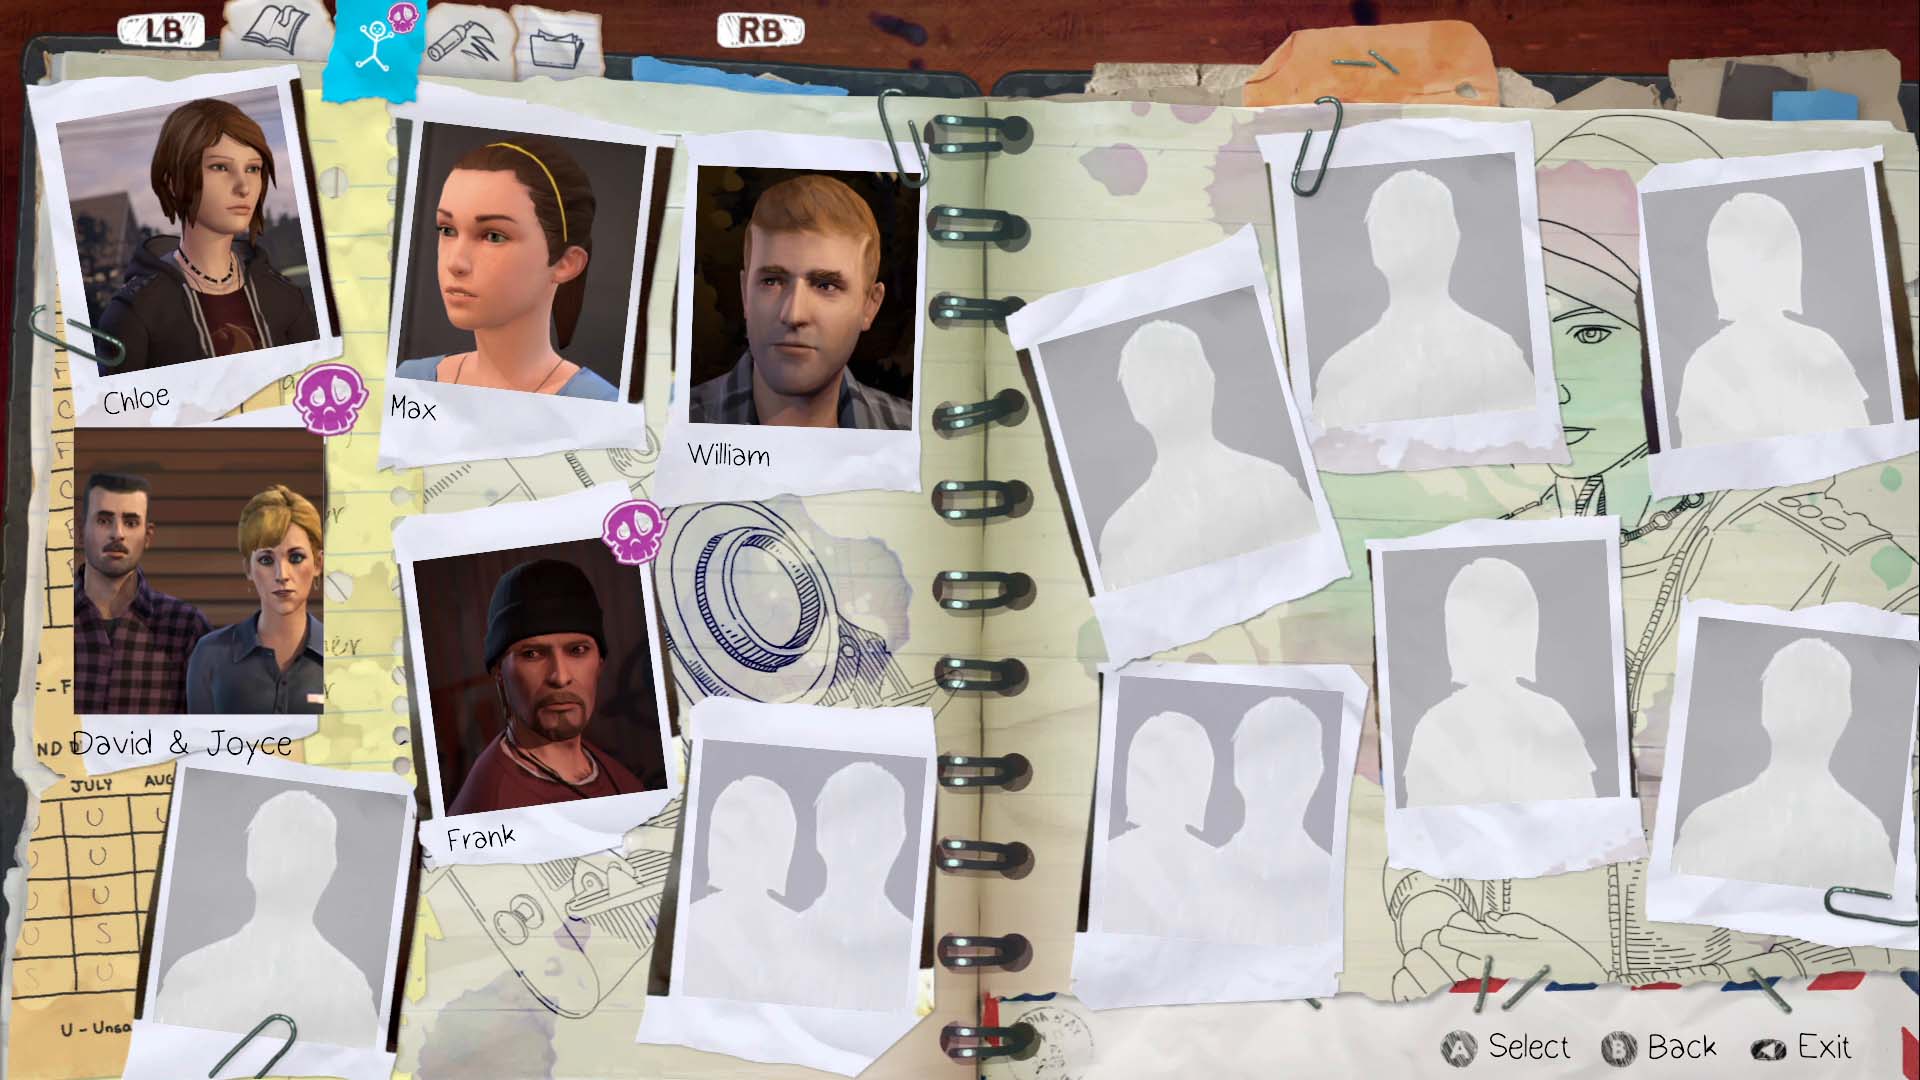 LB
RB
Chloe
Max
William
David & Joyce
Frank
JULY
AUG
U - Unsa
Select
Back
Exit